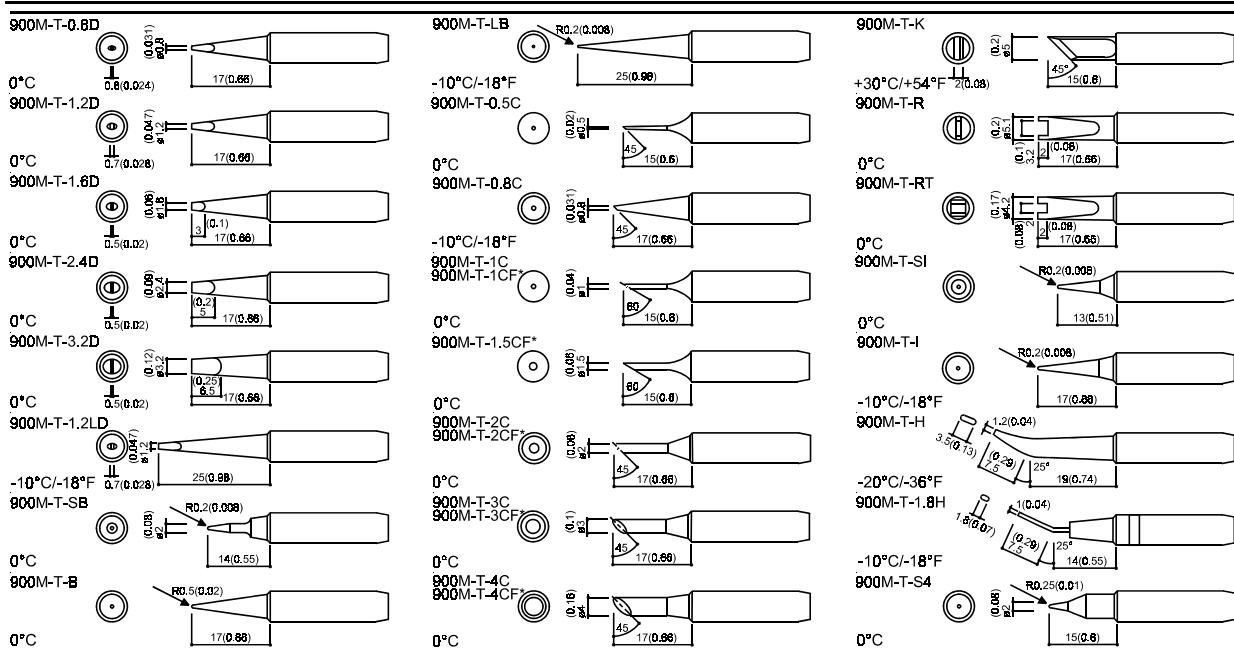 900M-T-0.8D
(0.031)
ø0.8
17(0.66)
0°C
0.6(0.024)
900M-T-1.2D
(0.047)
ø1.2
17(0.66)
0°C
0.7(0.028)
900M-T-1.6D
(0.06)
ø1.6
(0.1)
3
17(0.66)
0°C
0.5(0.02)
900M-T-2.4D
(0.09)
ø2.4
(0.2)
5
17(0.66)
0°C
0.5(0.02)
900M-T-3.2D
(0.12)
ø3.2
(0.25)
6.5
17(0.66)
0°C
0.5(0.02)
900M-T-1.2LD
(0.047)
ø1.2
25(0.98)
-10°C/-18°F
0.7(0.028)
900M-T-SB
R0.2(0.008)
(0.08)
ø2
14(0.55)
0°C
900M-T-B
R0.5(0.02)
17(0.66)
0°C
900M-T-LB
R0.2(0.008)
25(0.98)
-10°C/-18°F
900M-T-0.5C
(0.02)
ø0.5
45
15(0.6)
0°C
900M-T-0.8C
(0.031)
ø0.8
45
17(0.66)
-10°C/-18°F
900M-T-1C
900M-T-1CF*
(0.04)
ø1
60
15(0.6)
0°C
900M-T-1.5CF*
(0.06)
ø1.5
60
15(0.6)
0°C
900M-T-2C
900M-T-2CF*
(0.08)
ø2
45
17(0.66)
0°C
900M-T-3C
900M-T-3CF*
(0.1)
ø3
45
17(0.66)
0°C
900M-T-4C
900M-T-4CF*
(0.16)
ø4
45
17(0.66)
0°C
900M-T-K
(0.2)
ø5
45°
15(0.6)
+30°C/+54°F
2(0.08)
900M-T-R
(0.2)
ø5.1
(0.1)
3.2
2
(0.08)
17(0.66)
0°C
900M-T-RT
(0.17)
ø4.2
(0.08)
2
2
(0.08)
17(0.66)
0°C
900M-T-SI
R0.2(0.008)
13(0.51)
0°C
900M-T-I
R0.2(0.008)
17(0.66)
-10°C/-18°F
900M-T-H
1.2(0.04)
3.5(0.13)
(0.29)
7.5
25°
19(0.74)
-20°C/-36°F
900M-T-1.8H
1(0.04)
1.8(0.07)
(0.29)
7.5
25°
14(0.55)
-10°C/-18°F
900M-T-S4
R0.25(0.01)
(0.08)
ø2
15(0.6)
0°C